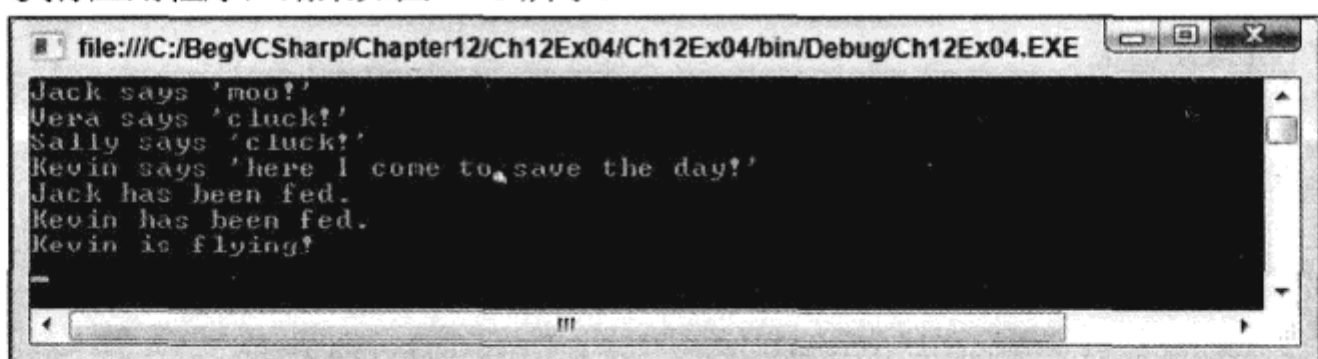 file:///C:/BegVCSharp/Chapter12/Ch12Ex04/Ch12Ex04/bin/Debug/Ch12Ex04.EXE
Jack says 'moo!'
Vera says 'cluck!'
Sally says 'cluck!'
Kevin says 'here I come to save the day!'
Jack has been fed.
Kevin has been fed.
Kevin is flying!